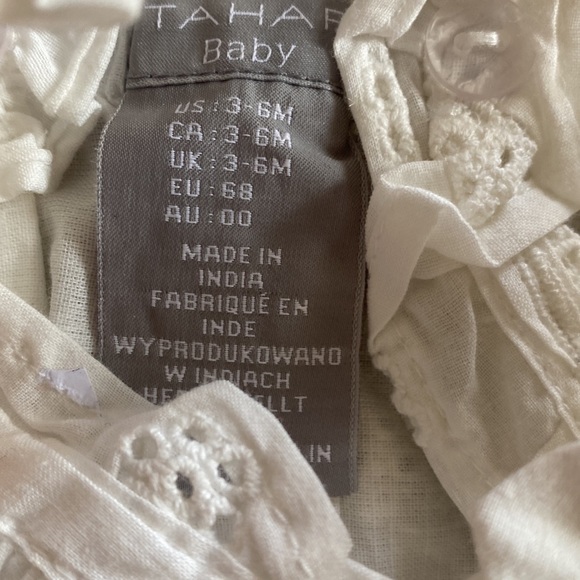 TAHAR
Baby
US:3-6M
CA:3-6M
UK:3-6M
EU:68
AU:00
MADE IN
INDIA
FABRIQUÉ EN
INDE
WYPRODUKOWANO
W INDIACH
IN